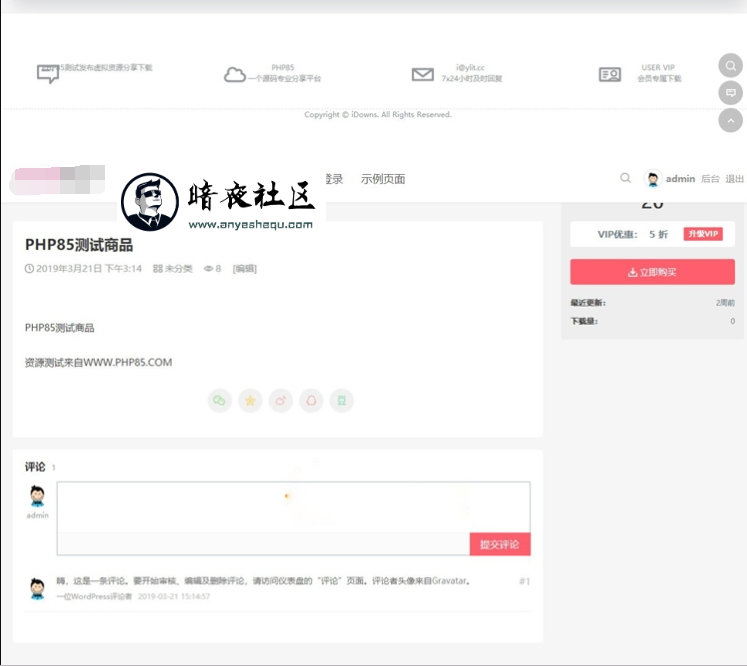 PHP85测试发布虚拟资源分享下载
PHP85
一个源码专业分享平台
i@ylit.cc
7x24小时及时回复
USER VIP
会员专属下载
Copyright © iDowns. All Rights Reserved.
登录 示例页面
admin 后台 退出
暗夜社区
www.anyeshequ.com
20
VIP优惠： 5 折 升级VIP
立即购买
最近更新： 2周前
下载量： 0
PHP85测试商品
2019年3月21日 下午3:14 未分类 8 [编辑]
PHP85测试商品
资源测试来自WWW.PHP85.COM
评论 1
admin
提交评论
嗨，这是一条评论。要开始审核、编辑及删除评论，请访问仪表盘的“评论”页面。评论者头像来自Gravatar。 #1
一位WordPress评论者 2019-03-21 15:14:57